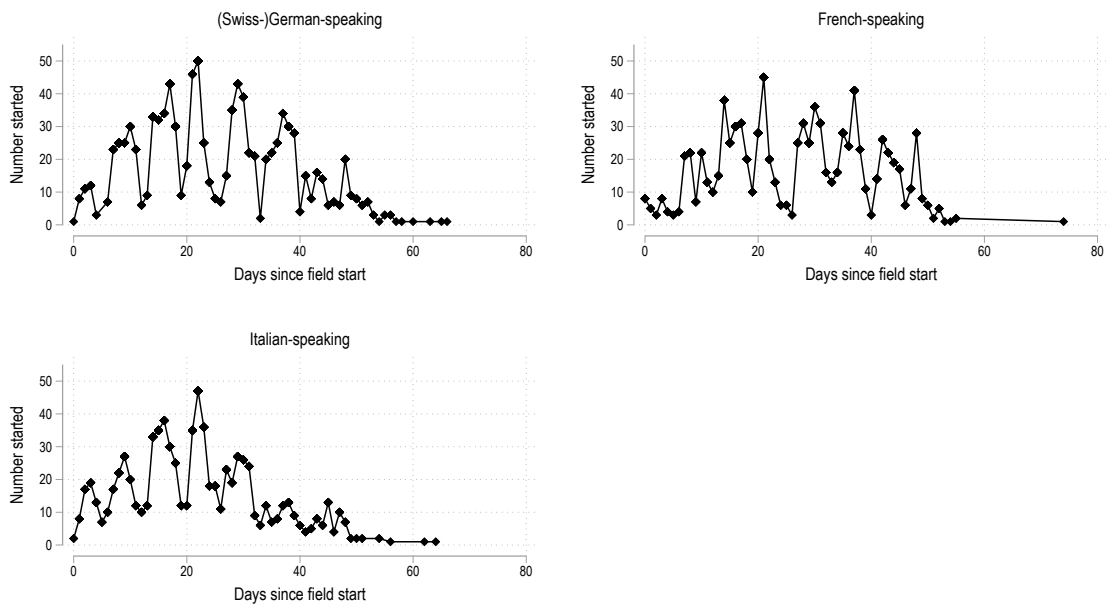 (Swiss-)German-speaking
Number started
50
40
30
20
10
0
0 20 40 60 80
Days since field start
French-speaking
Number started
50
40
30
20
10
0
0 20 40 60 80
Days since field start
Italian-speaking
Number started
50
40
30
20
10
0
0 20 40 60 80
Days since field start